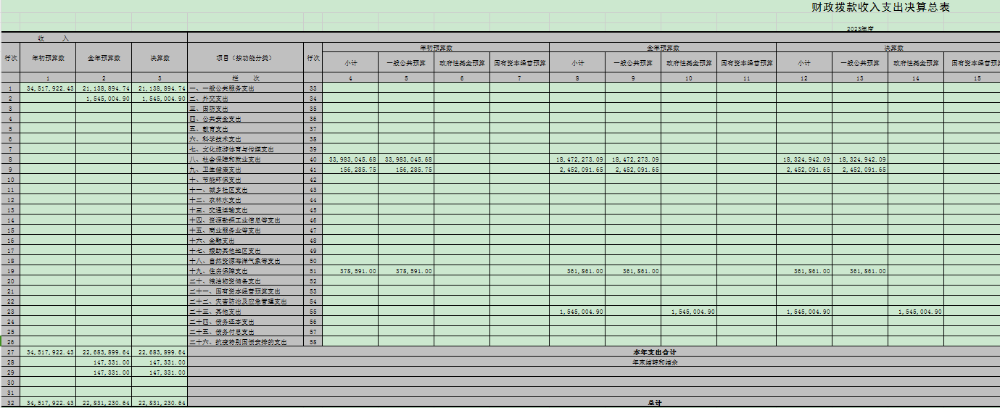 财政拨款收入支出决算总表
2023年度
收 入
行次 年初预算数 全年预算数 决算数 项目（按功能分类） 行次 年初预算数 全年预算数 决算数
小计 一般公共预算 政府性基金预算 国有资本经营预算 小计 一般公共预算 政府性基金预算 国有资本经营预算 小计 一般公共预算 政府性基金预算 国有资本经营预算
1 2 3 栏 次 4 5 6 7 8 9 10 11 12 13 14 15
1 34,517,922.43 21,138,894.74 21,138,894.74 一、一般公共服务支出 33
2 1,545,004.90 1,545,004.90 二、外交支出 34
3 三、国防支出 35
4 四、公共安全支出 36
5 五、教育支出 37
6 六、科学技术支出 38
7 七、文化旅游体育与传媒支出 39
8 八、社会保障和就业支出 40 33,983,045.68 33,983,045.68 18,472,273.09 18,472,273.09 18,324,942.09 18,324,942.09
9 九、卫生健康支出 41 156,285.75 156,285.75 2,452,091.65 2,452,091.65 2,452,091.65 2,452,091.65
10 十、节能环保支出 42
11 十一、城乡社区支出 43
12 十二、农林水支出 44
13 十三、交通运输支出 45
14 十四、资源勘探工业信息等支出 46
15 十五、商业服务业等支出 47
16 十六、金融支出 48
17 十七、援助其他地区支出 49
18 十八、自然资源海洋气象等支出 50
19 十九、住房保障支出 51 378,591.00 378,591.00 361,861.00 361,861.00 361,861.00 361,861.00
20 二十、粮油物资储备支出 52
21 二十一、国有资本经营预算支出 53
22 二十二、灾害防治及应急管理支出 54
23 二十三、其他支出 55 1,545,004.90 1,545,004.90 1,545,004.90 1,545,004.90
24 二十四、债务还本支出 56
25 二十五、债务付息支出 57
26 二十六、抗疫特别国债安排的支出 58
27 34,517,922.43 22,683,899.64 22,683,899.64 本年支出合计
28 147,331.00 147,331.00 年末结转和结余
29 147,331.00 147,331.00
30
31
32 34,517,922.43 22,831,230.64 22,831,230.64 总计